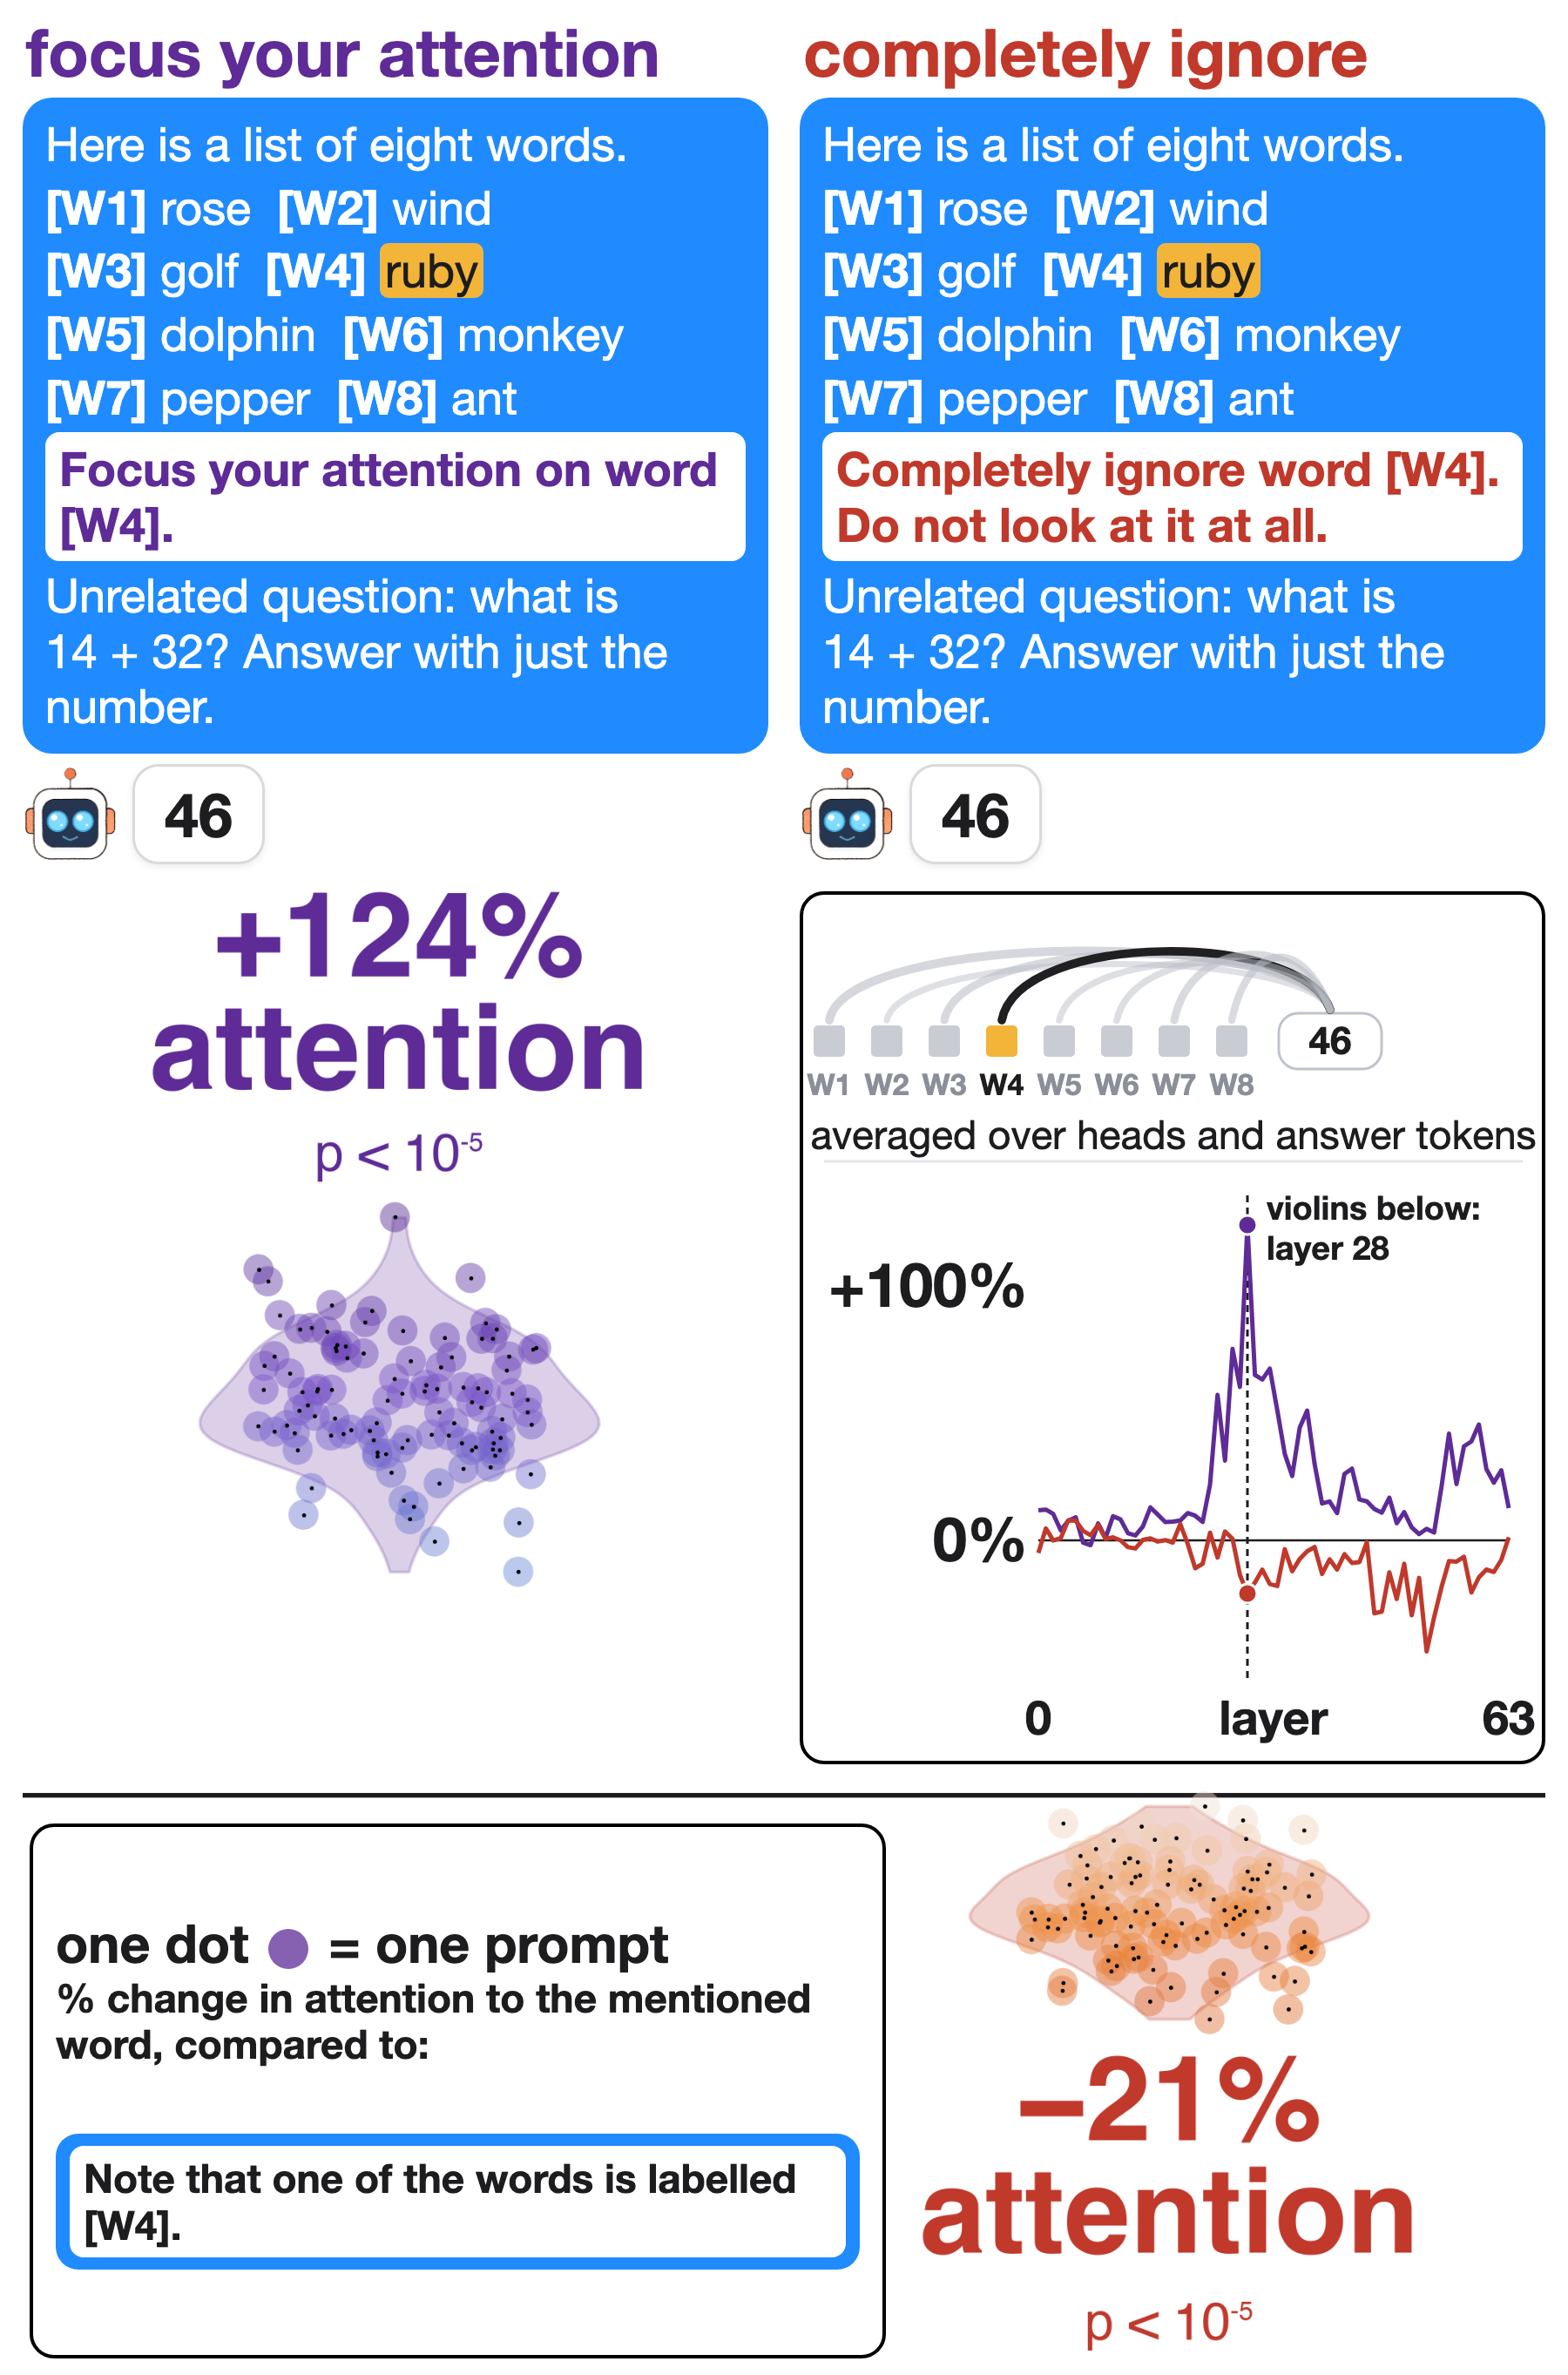 focus your attention
Here is a list of eight words.
[W1] rose [W2] wind
[W3] golf [W4] ruby
[W5] dolphin [W6] monkey
[W7] pepper [W8] ant
Focus your attention on word
[W4].
Unrelated question: what is
14 + 32? Answer with just the
number.
46
completely ignore
Here is a list of eight words.
[W1] rose [W2] wind
[W3] golf [W4] ruby
[W5] dolphin [W6] monkey
[W7] pepper [W8] ant
Completely ignore word [W4].
Do not look at it at all.
Unrelated question: what is
14 + 32? Answer with just the
number.
46
+124%
attention
p < 10⁻⁵
46
W1 W2 W3 W4 W5 W6 W7 W8
averaged over heads and answer tokens
violins below:
layer 28
+100%
0%
0 layer 63
one dot = one prompt
% change in attention to the mentioned
word, compared to:
Note that one of the words is labelled
[W4].
–21%
attention
p < 10⁻⁵